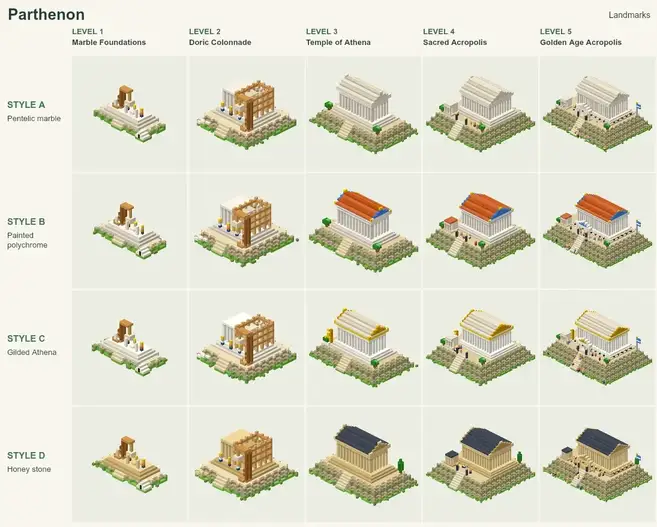 Parthenon
Landmarks
LEVEL 1
Marble Foundations
LEVEL 2
Doric Colonnade
LEVEL 3
Temple of Athena
LEVEL 4
Sacred Acropolis
LEVEL 5
Golden Age Acropolis
STYLE A
Pentelic marble
STYLE B
Painted
polychrome
STYLE C
Gilded Athena
STYLE D
Honey stone